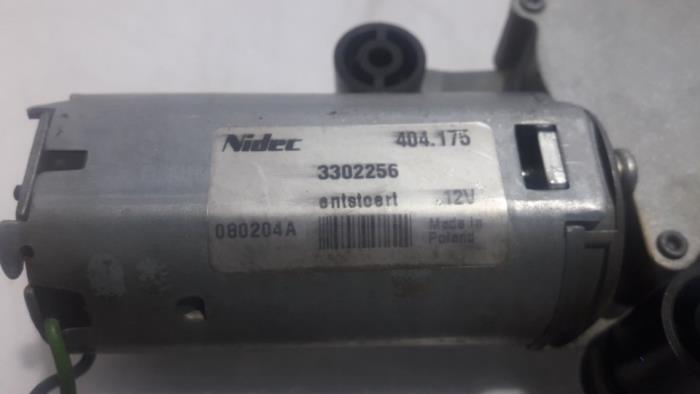 Nidec 404.175
3302256
entstoert 12V
080204A Made in
Poland